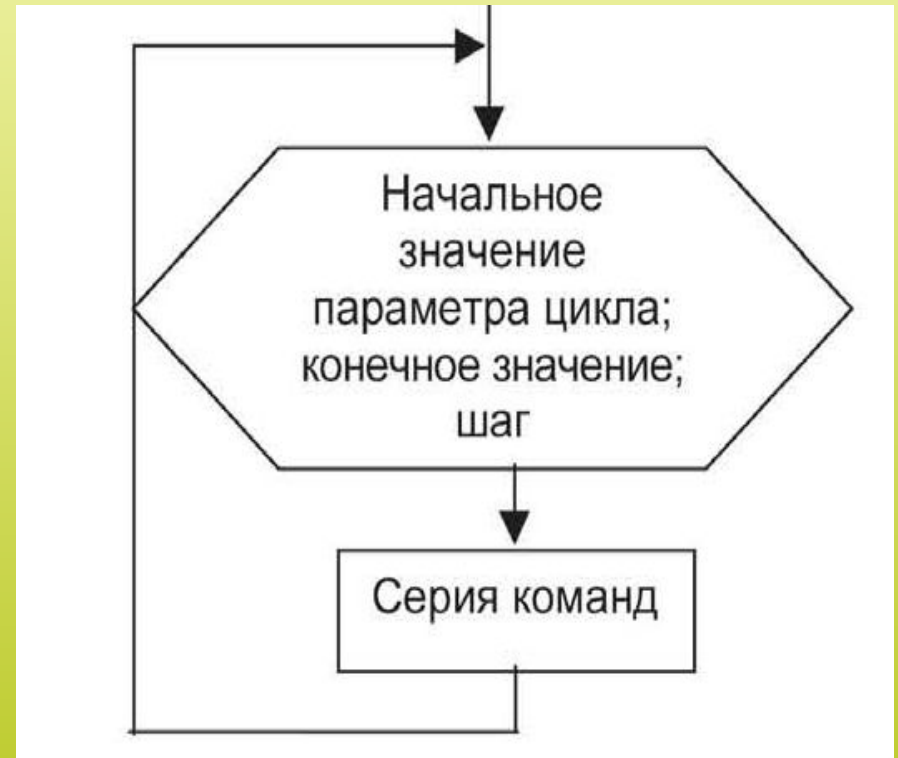 Начальное
значение
параметра цикла;
конечное значение;
шаг
Серия команд